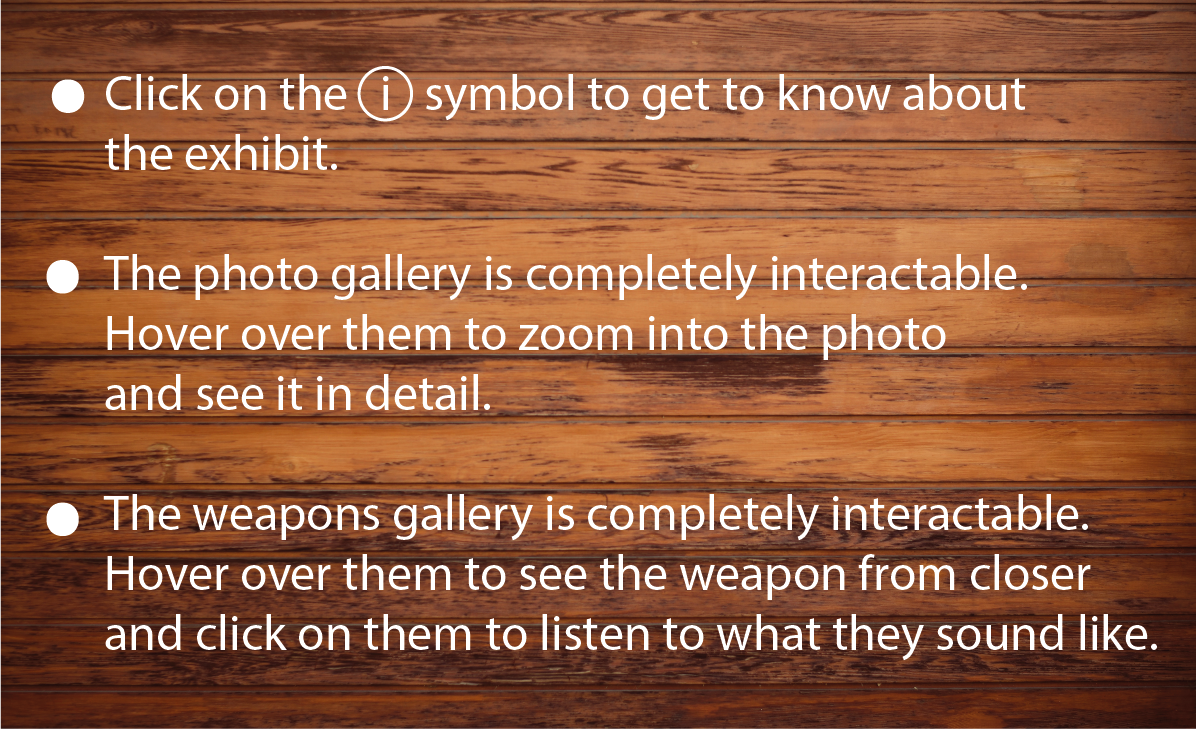 ● Click on the ⓘ symbol to get to know about
the exhibit.
● The photo gallery is completely interactable.
Hover over them to zoom into the photo
and see it in detail.
● The weapons gallery is completely interactable.
Hover over them to see the weapon from closer
and click on them to listen to what they sound like.